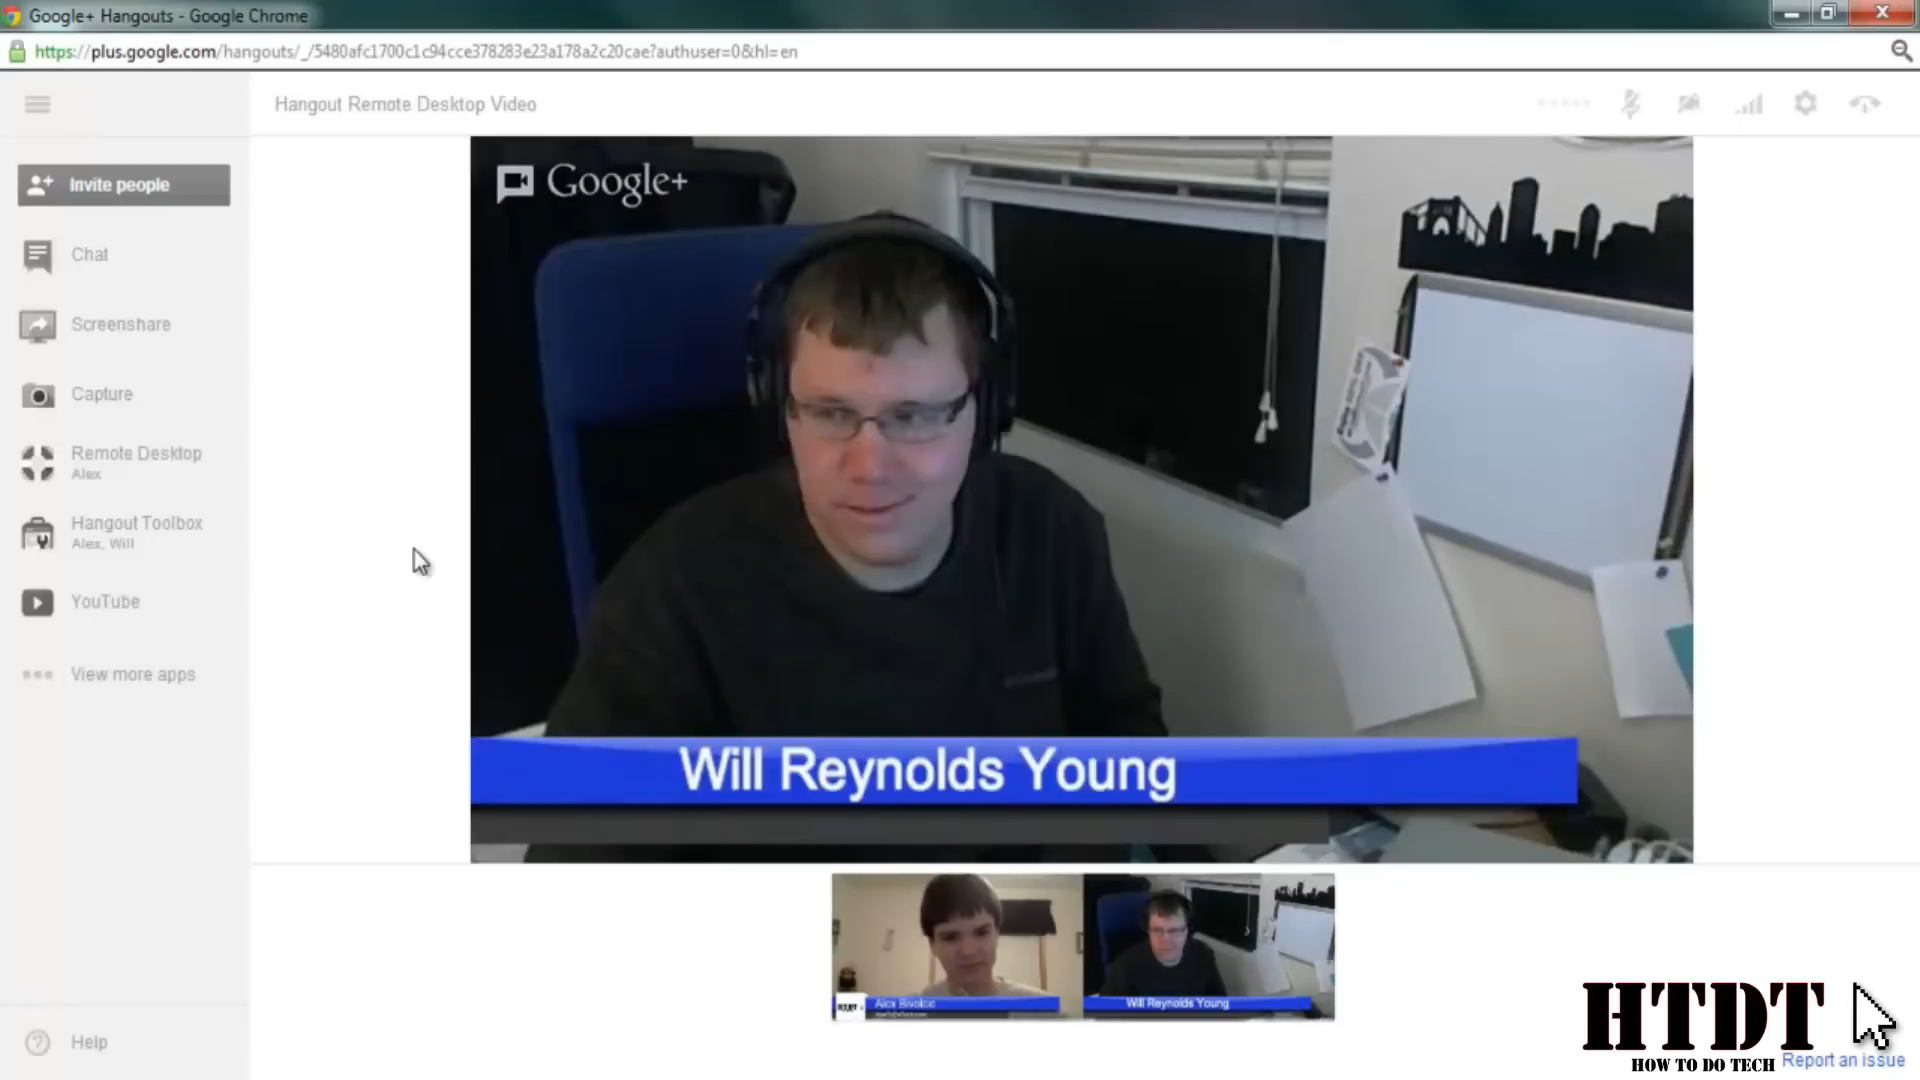 Google+ Hangouts - Google Chrome
https://plus.google.com/hangouts/_/5480afc1700c1c94cce378283e23a178a2c20cae?authuser=0&hl=en
Hangout Remote Desktop Video
Invite people
Chat
Screenshare
Capture
Remote Desktop
Alex
Hangout Toolbox
Alex, Will
YouTube
View more apps
Help
Google+
Will Reynolds Young
Alex
Will Reynolds Young
HTDT
HOW TO DO TECH
Report an issue